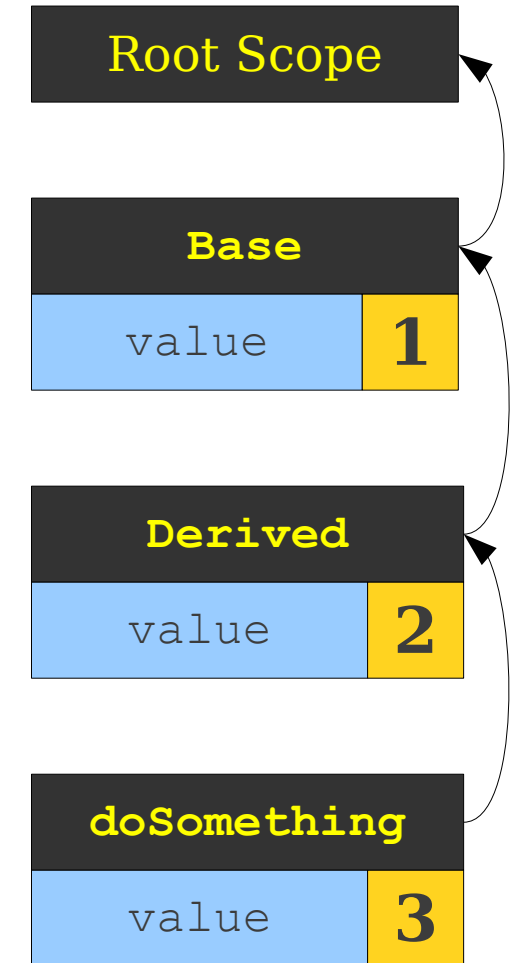 Root Scope
Base
value 1
Derived
value 2
doSomething
value 3